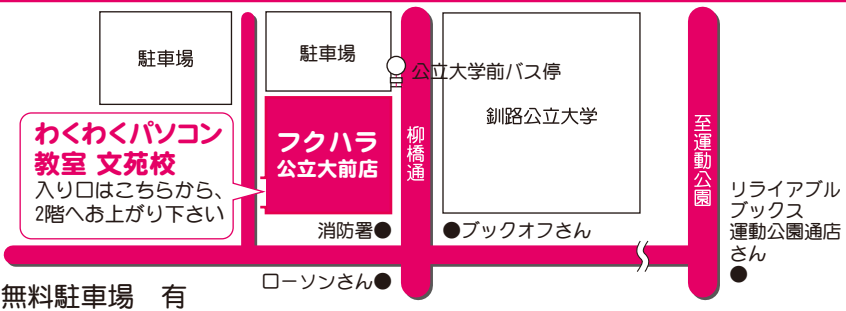 駐車場
駐車場
公立大学前バス停
釧路公立大学
わくわくパソコン
教室 文苑校
入り口はこちらから、
2階へお上がり下さい
フクハラ
公立大前店
柳橋通
至運動公園
リライアブル
ブックス
運動公園通店
さん
消防署●
●ブックオフさん
ローソンさん●
無料駐車場　有